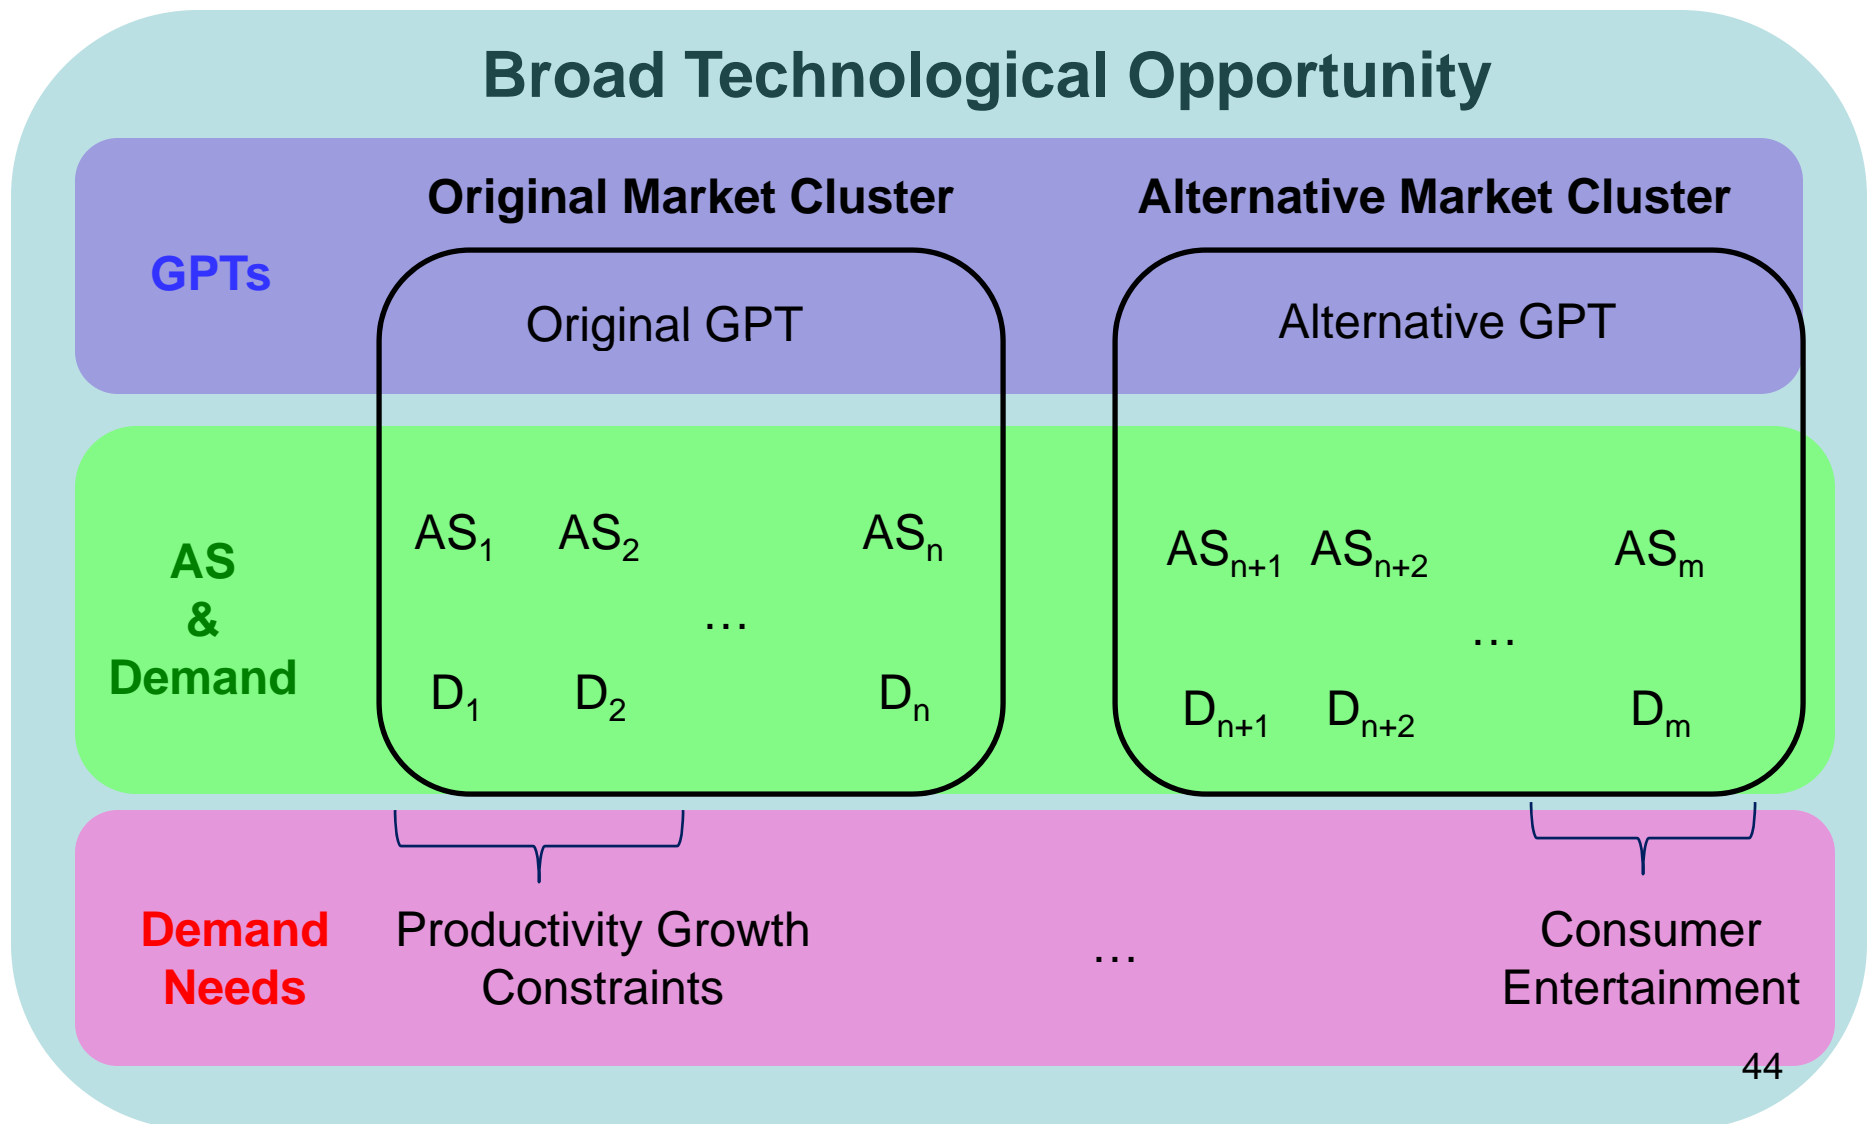 Broad Technological Opportunity
Original Market Cluster
Alternative Market Cluster
GPTs
Original GPT
Alternative GPT
AS
&
Demand
AS₁ AS₂ ASₙ
…
D₁ D₂ Dₙ
ASₙ₊₁ ASₙ₊₂ ASₘ
…
Dₙ₊₁ Dₙ₊₂ Dₘ
Demand
Needs
Productivity Growth
Constraints
…
Consumer
Entertainment
44